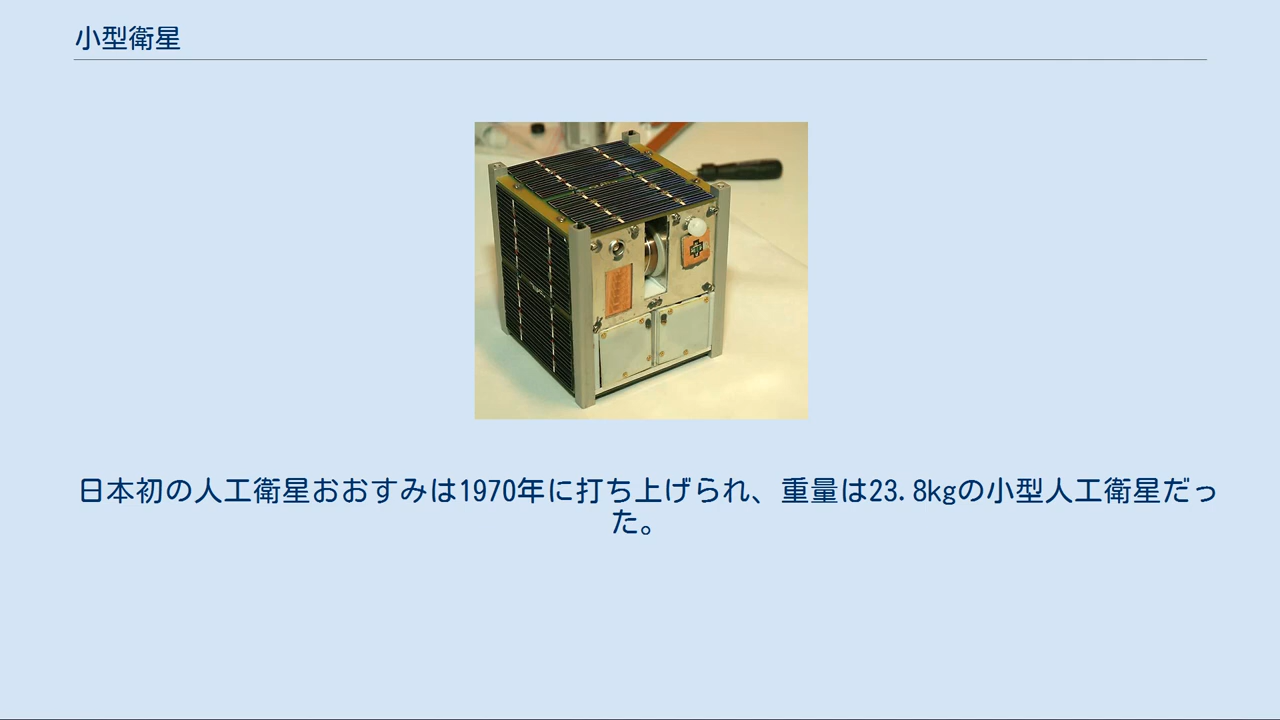 小型衛星
日本初の人工衛星おおすみは1970年に打ち上げられ、重量は23.8kgの小型人工衛星だっ
た。